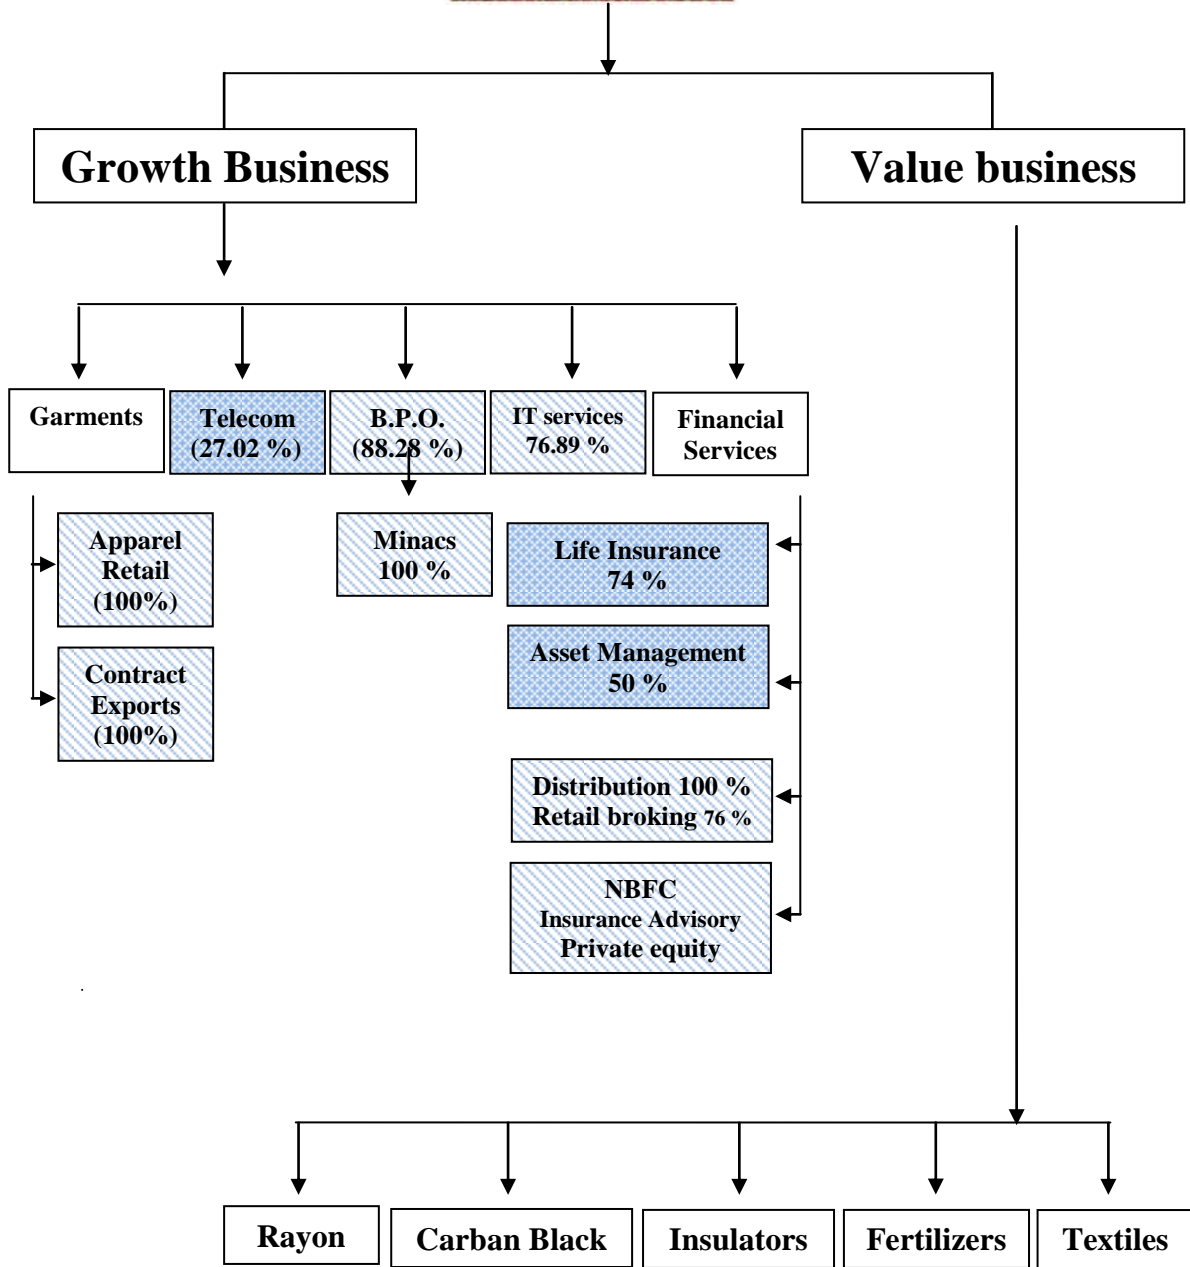 Growth Business
Value business
Garments
Telecom
(27.02 %)
B.P.O.
(88.28 %)
IT services
76.89 %
Financial
Services
Apparel
Retail
(100%)
Contract
Exports
(100%)
Minacs
100 %
Life Insurance
74 %
Asset Management
50 %
Distribution 100 %
Retail broking 76 %
NBFC
Insurance Advisory
Private equity
Rayon
Carban Black
Insulators
Fertilizers
Textiles